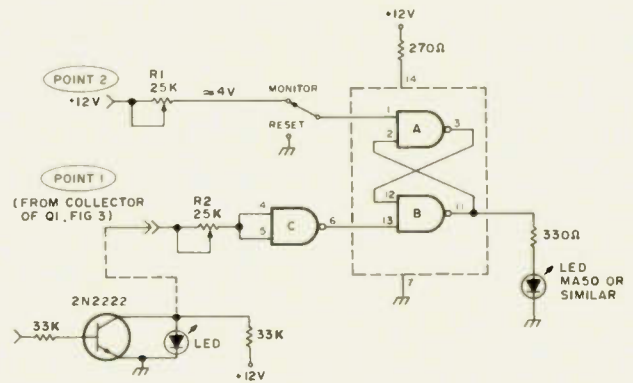 +12V
270Ω
14
POINT 2
R1
25K
+12V
≈4V
MONITOR
RESET
1
2
A
3
POINT 1
(FROM COLLECTOR
OF Q1, FIG 3)
R2
25K
4
5
C
6
12
13
B
11
7
330Ω
LED
MA50 OR
SIMILAR
2N2222
33K
LED
33K
+12V